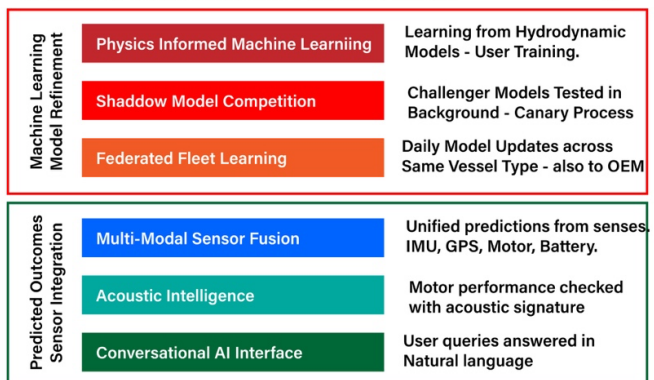 Machine Learning
Model Refinement
Physics Informed Machine Learniing
Learning from Hydrodynamic
Models - User Training.
Shaddow Model Competition
Challenger Models Tested in
Background - Canary Process
Federated Fleet Learning
Daily Model Updates across
Same Vessel Type - also to OEM
Predicted Outcomes
Sensor Integration
Multi-Modal Sensor Fusion
Unified predictions from senses.
IMU, GPS, Motor, Battery.
Acoustic Intelligence
Motor performance checked
with acoustic signature
Conversational AI Interface
User queries answered in
Natural language